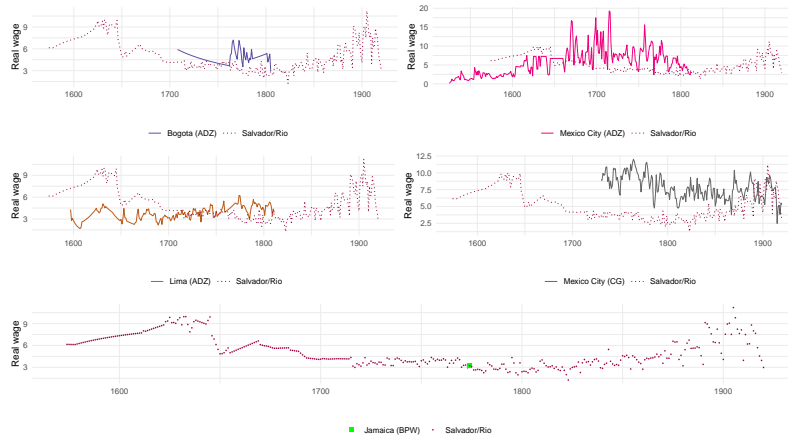 Real wage
9
6
3
1600 1700 1800 1900
Bogota (ADZ) Salvador/Rio
Real wage
20
15
10
5
0
1600 1700 1800 1900
Mexico City (ADZ) Salvador/Rio
Real wage
9
6
3
1600 1700 1800 1900
Lima (ADZ) Salvador/Rio
Real wage
12.5
10.0
7.5
5.0
2.5
1600 1700 1800 1900
Mexico City (CG) Salvador/Rio
Real wage
9
6
3
1600 1700 1800 1900
Jamaica (BPW) Salvador/Rio